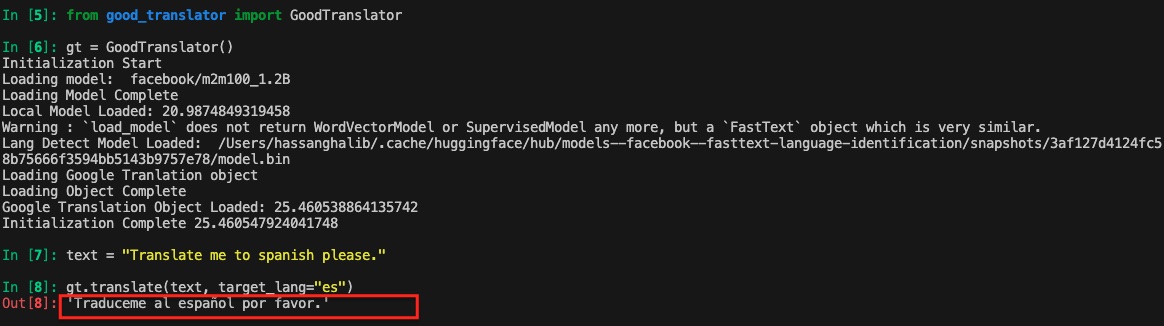 In [5]: from good_translator import GoodTranslator
In [6]: gt = GoodTranslator()
Initialization Start
Loading model:  facebook/m2m100_1.2B
Loading Model Complete
Local Model Loaded: 20.9874849319458
Warning : `load_model` does not return WordVectorModel or SupervisedModel any more, but a `FastText` object which is very similar.
Lang Detect Model Loaded:  /Users/hassanghalib/.cache/huggingface/hub/models--facebook--fasttext-language-identification/snapshots/3af127d4124fc5
8b75666f3594bb5143b9757e78/model.bin
Loading Google Tranlation object
Loading Object Complete
Google Translation Object Loaded: 25.460538864135742
Initialization Complete 25.460547924041748
In [7]: text = "Translate me to spanish please."
In [8]: gt.translate(text, target_lang="es")
Out[8]: 'Traduceme al español por favor.'